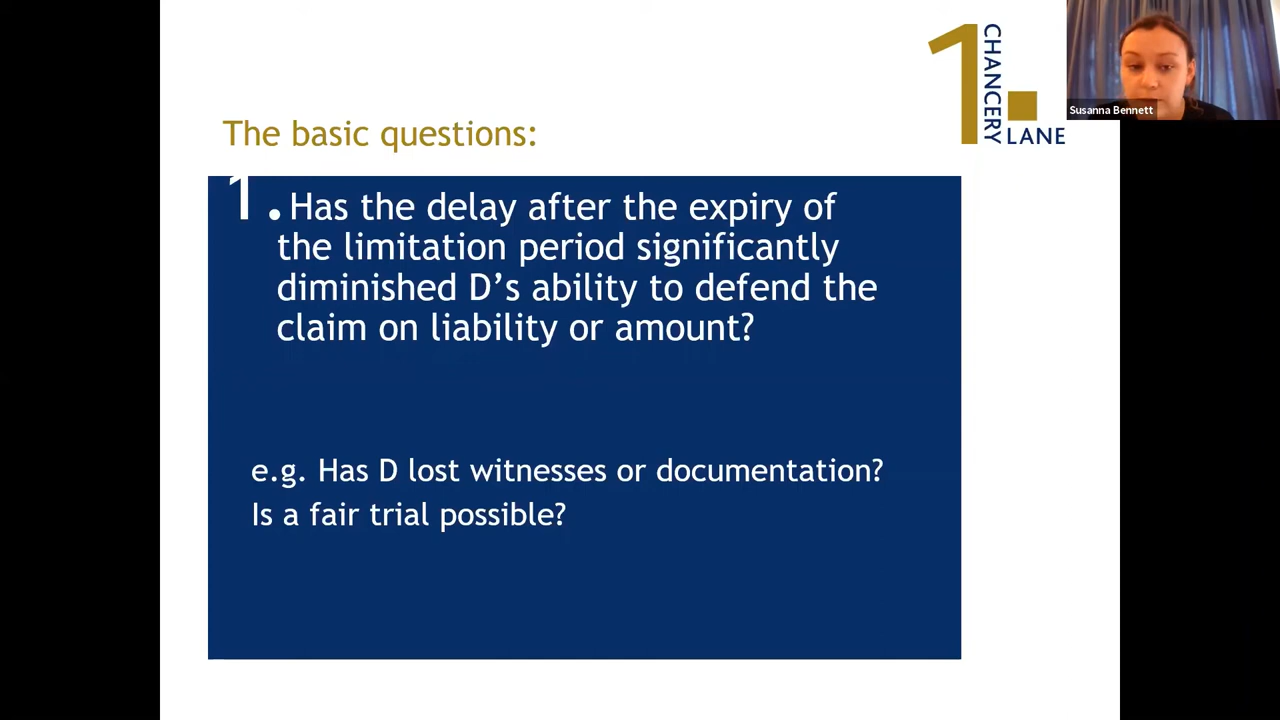 1 CHANCERY LANE
Susanna Bennett
The basic questions:
1. Has the delay after the expiry of
the limitation period significantly
diminished D’s ability to defend the
claim on liability or amount?
e.g. Has D lost witnesses or documentation?
Is a fair trial possible?